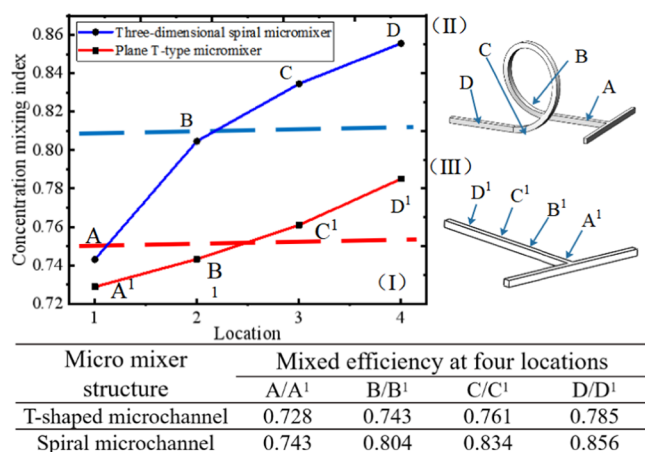 Three-dimensional spiral micromixer
Plane T-type micromixer
Concentration mixing index
0.86
0.84
0.82
0.80
0.78
0.76
0.74
0.72
A
B
C
D
A¹
B
1
C¹
D¹
(I)
1
2
3
4
Location
(II)
C
B
D
A
(III)
D¹
C¹
B¹
A¹
Micro mixer structure
Mixed efficiency at four locations
A/A¹ B/B¹ C/C¹ D/D¹
T-shaped microchannel 0.728 0.743 0.761 0.785
Spiral microchannel 0.743 0.804 0.834 0.856